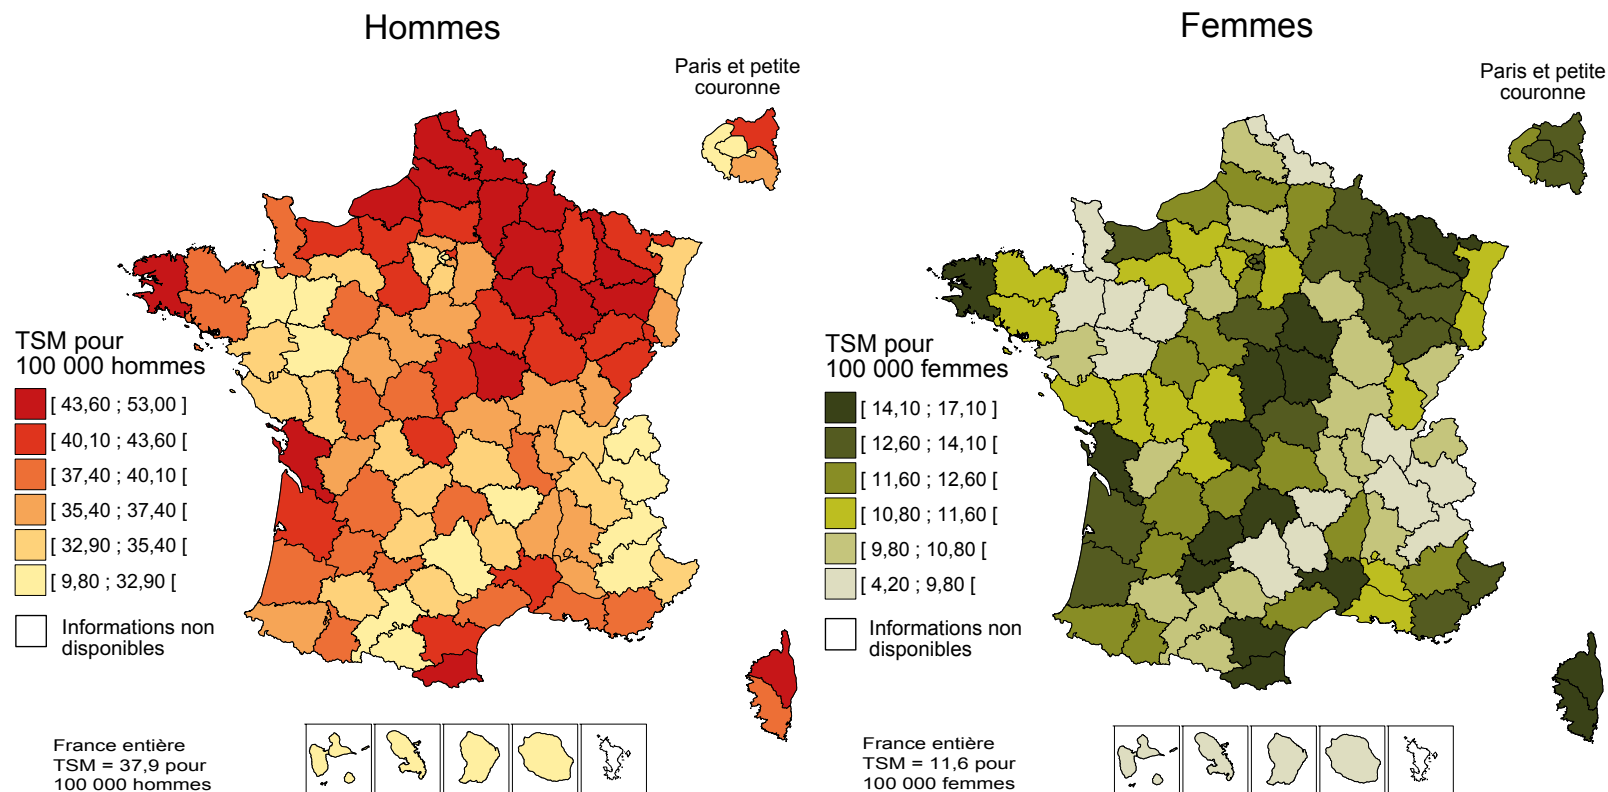 Hommes
Paris et petite
couronne
TSM pour
100 000 hommes
[ 43,60 ; 53,00 ]
[ 40,10 ; 43,60 [
[ 37,40 ; 40,10 [
[ 35,40 ; 37,40 [
[ 32,90 ; 35,40 [
[ 9,80 ; 32,90 [
Informations non
disponibles
France entière
TSM = 37,9 pour
100 000 hommes
Femmes
Paris et petite
couronne
TSM pour
100 000 femmes
[ 14,10 ; 17,10 ]
[ 12,60 ; 14,10 [
[ 11,60 ; 12,60 [
[ 10,80 ; 11,60 [
[ 9,80 ; 10,80 [
[ 4,20 ; 9,80 [
Informations non
disponibles
France entière
TSM = 11,6 pour
100 000 femmes